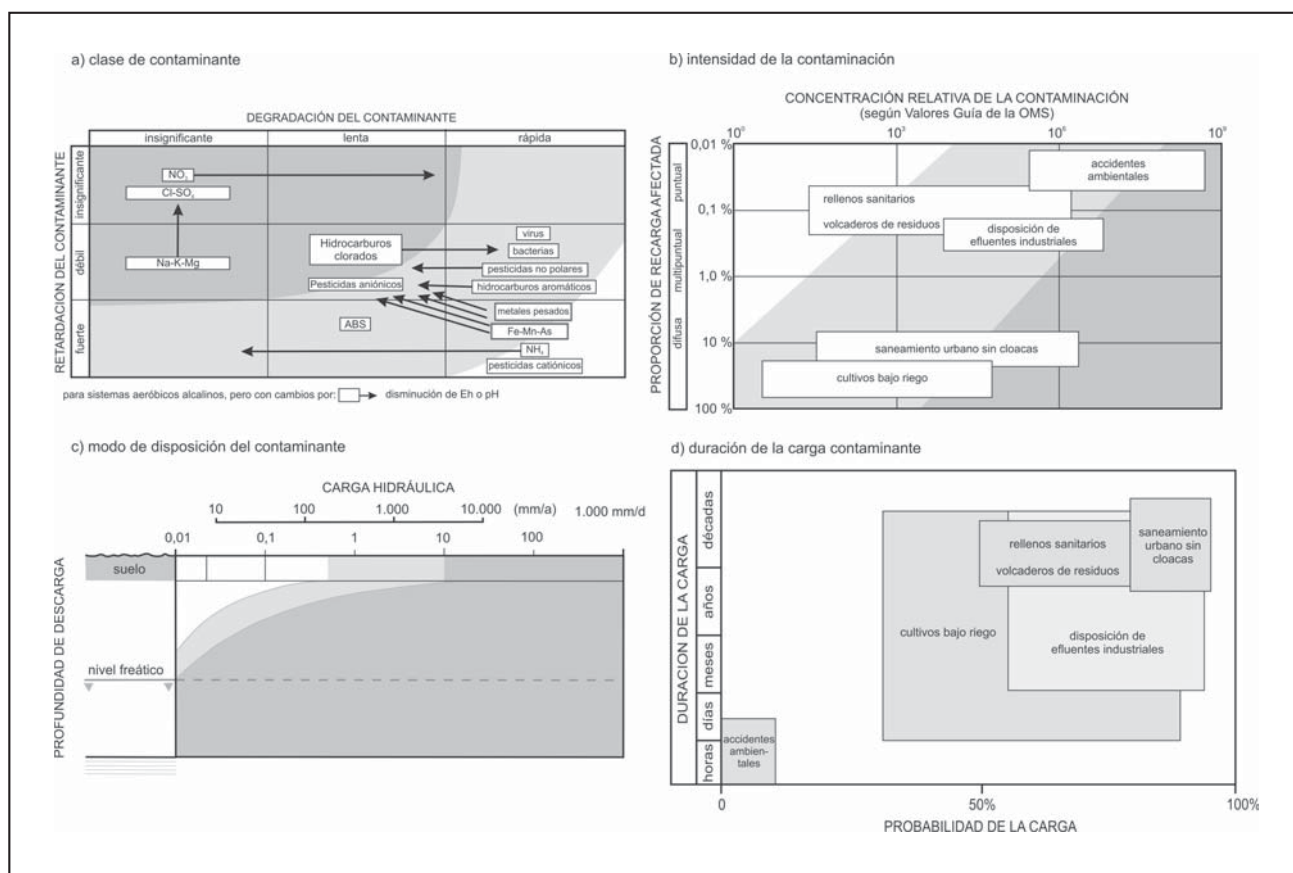 a) clase de contaminante
DEGRADACIÓN DEL CONTAMINANTE
insignificante
lenta
rápida
RETARDACIÓN DEL CONTAMINANTE
insignificante
débil
fuerte
NO₃
Cl-SO₄
Na-K-Mg
Hidrocarburos
clorados
Pesticidas aniónicos
ABS
virus
bacterias
pesticidas no polares
hidrocarburos aromáticos
metales pesados
Fe-Mn-As
NH₄
pesticidas catiónicos
para sistemas aeróbicos alcalinos, pero con cambios por:
disminución de Eh o pH
b) intensidad de la contaminación
CONCENTRACIÓN RELATIVA DE LA CONTAMINACIÓN
(según Valores Guía de la OMS)
10⁰
10³
10⁶
10⁹
PROPORCIÓN DE RECARGA AFECTADA
puntual
multipuntual
difusa
0,01 %
0,1 %
1,0 %
10 %
100 %
accidentes
ambientales
rellenos sanitarios
volcaderos de residuos
disposición de
efluentes industriales
saneamiento urbano sin cloacas
cultivos bajo riego
c) modo de disposición del contaminante
CARGA HIDRÁULICA
10
100
1.000
10.000
(mm/a)
1.000 mm/d
0,01
0,1
1
10
100
PROFUNDIDAD DE DESCARGA
suelo
nivel freático
d) duración de la carga contaminante
DURACION DE LA CARGA
décadas
años
meses
días
horas
rellenos sanitarios
volcaderos de residuos
saneamiento
urbano sin
cloacas
cultivos bajo riego
disposición de
efluentes industriales
accidentes
ambien-
tales
0
50%
100%
PROBABILIDAD DE LA CARGA